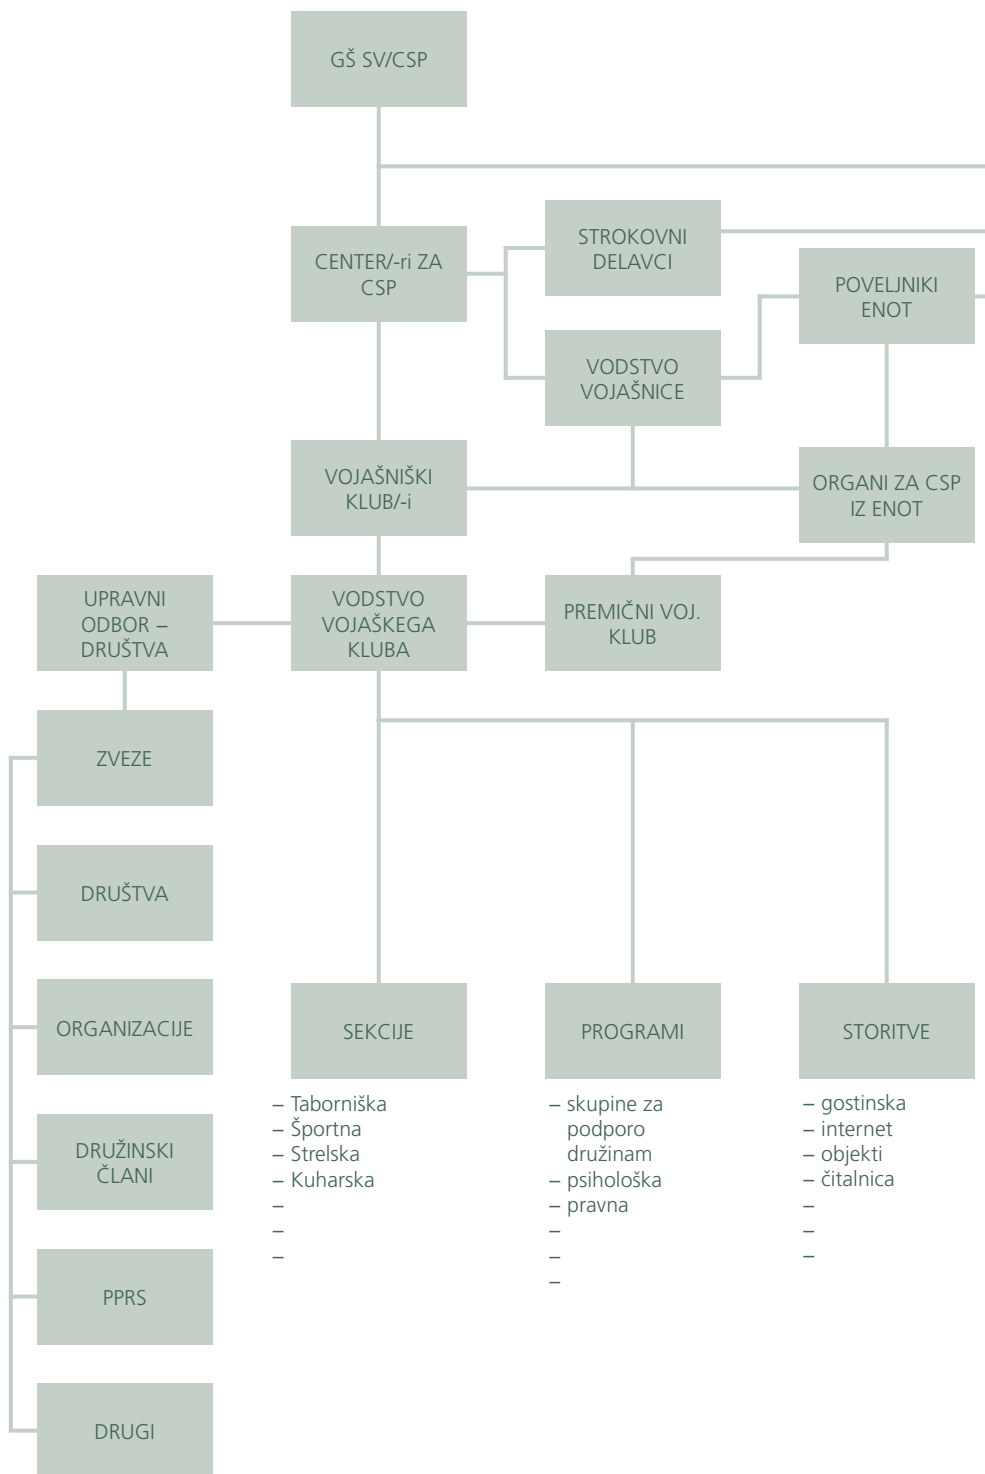 GŠ SV/CSP
CENTER/-ri ZA
CSP
STROKOVNI
DELAVCI
POVELJNIKI
ENOT
VODSTVO
VOJAŠNICE
VOJAŠNIŠKI
KLUB/-i
ORGANI ZA CSP
IZ ENOT
UPRAVNI
ODBOR –
DRUŠTVA
VODSTVO
VOJAŠKEGA
KLUBA
PREMIČNI VOJ.
KLUB
ZVEZE
DRUŠTVA
ORGANIZACIJE
DRUŽINSKI
ČLANI
PPRS
DRUGI
SEKCIJE
– Taborniška
– Športna
– Strelska
– Kuharska
–
–
–
PROGRAMI
– skupine za
podporo
družinam
– psihološka
– pravna
–
–
–
STORITVE
– gostinska
– internet
– objekti
– čitalnica
–
–
–